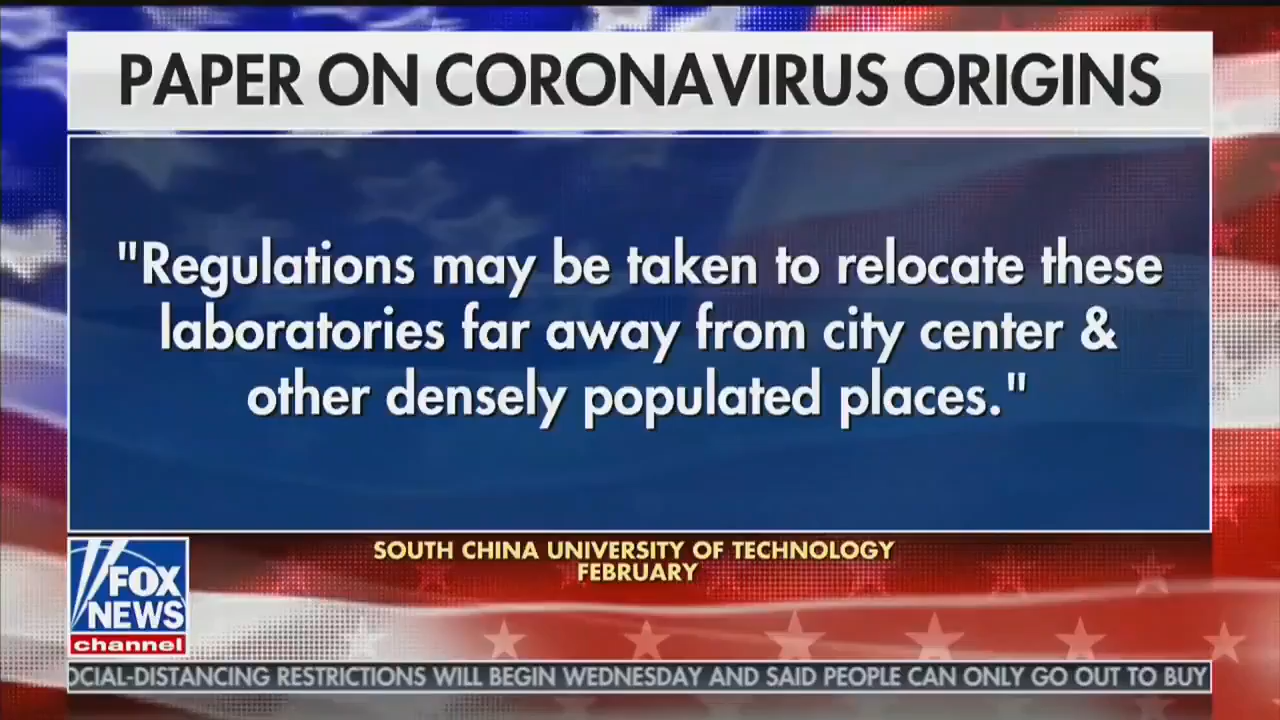 PAPER ON CORONAVIRUS ORIGINS
"Regulations may be taken to relocate these
laboratories far away from city center &
other densely populated places."
SOUTH CHINA UNIVERSITY OF TECHNOLOGY
FEBRUARY
FOX
NEWS
channel
OCIAL-DISTANCING RESTRICTIONS WILL BEGIN WEDNESDAY AND SAID PEOPLE CAN ONLY GO OUT TO BUY